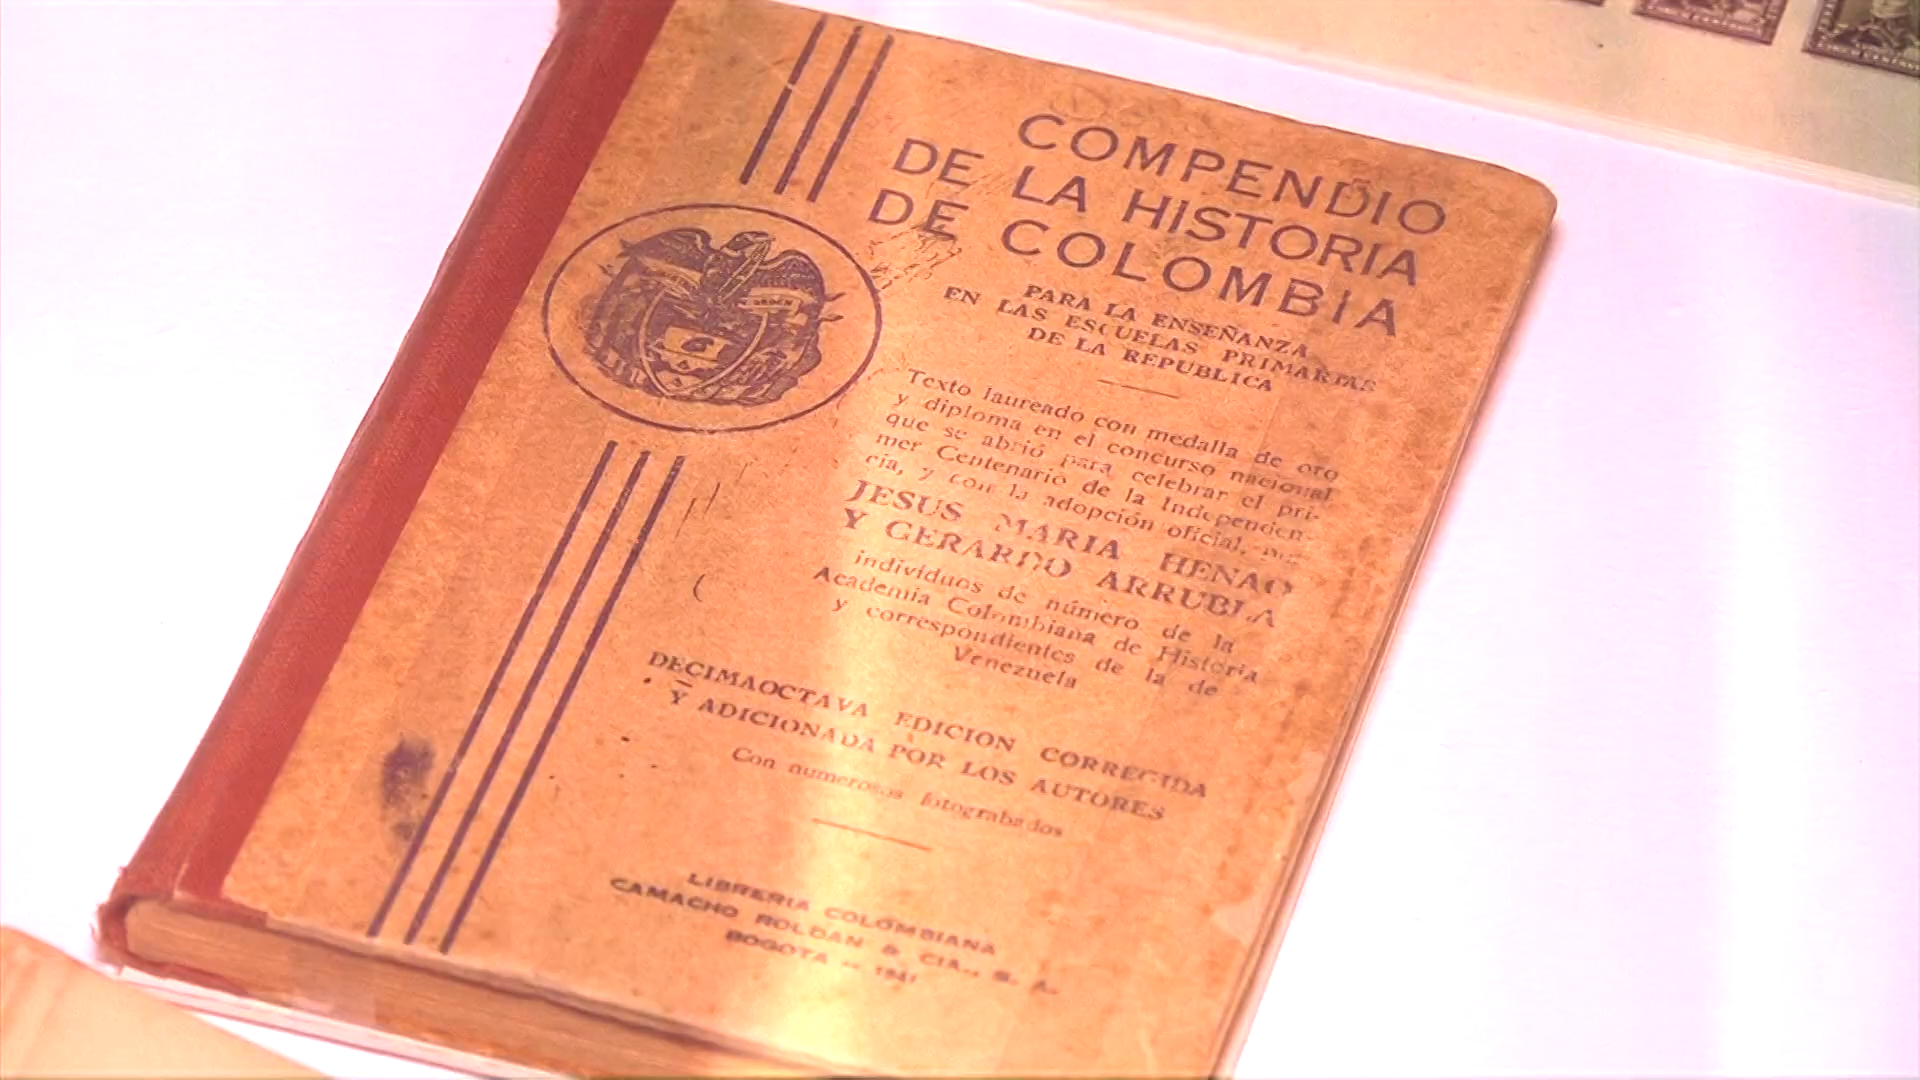 COMPENDIO
DE LA HISTORIA
DE COLOMBIA
PARA LA ENSEÑANZA
EN LAS ESCUELAS PRIMARIAS
DE LA REPUBLICA
Texto laureado con medalla de oro
y diploma en el concurso nacional
que se abrió para celebrar el pri-
mer Centenario de la Independen-
cia, y con la adopción oficial,
JESUS MARIA HENAO
Y GERARDO ARRUBLA
individuos de número de la
Academia Colombiana de Historia
y correspondientes de la de
Venezuela
DECIMAOCTAVA EDICION CORREGIDA
Y ADICIONADA POR LOS AUTORES
Con numerosos fotograbados
LIBRERIA COLOMBIANA
CAMACHO ROLDAN & CIA., S. A.
BOGOTA — 1941